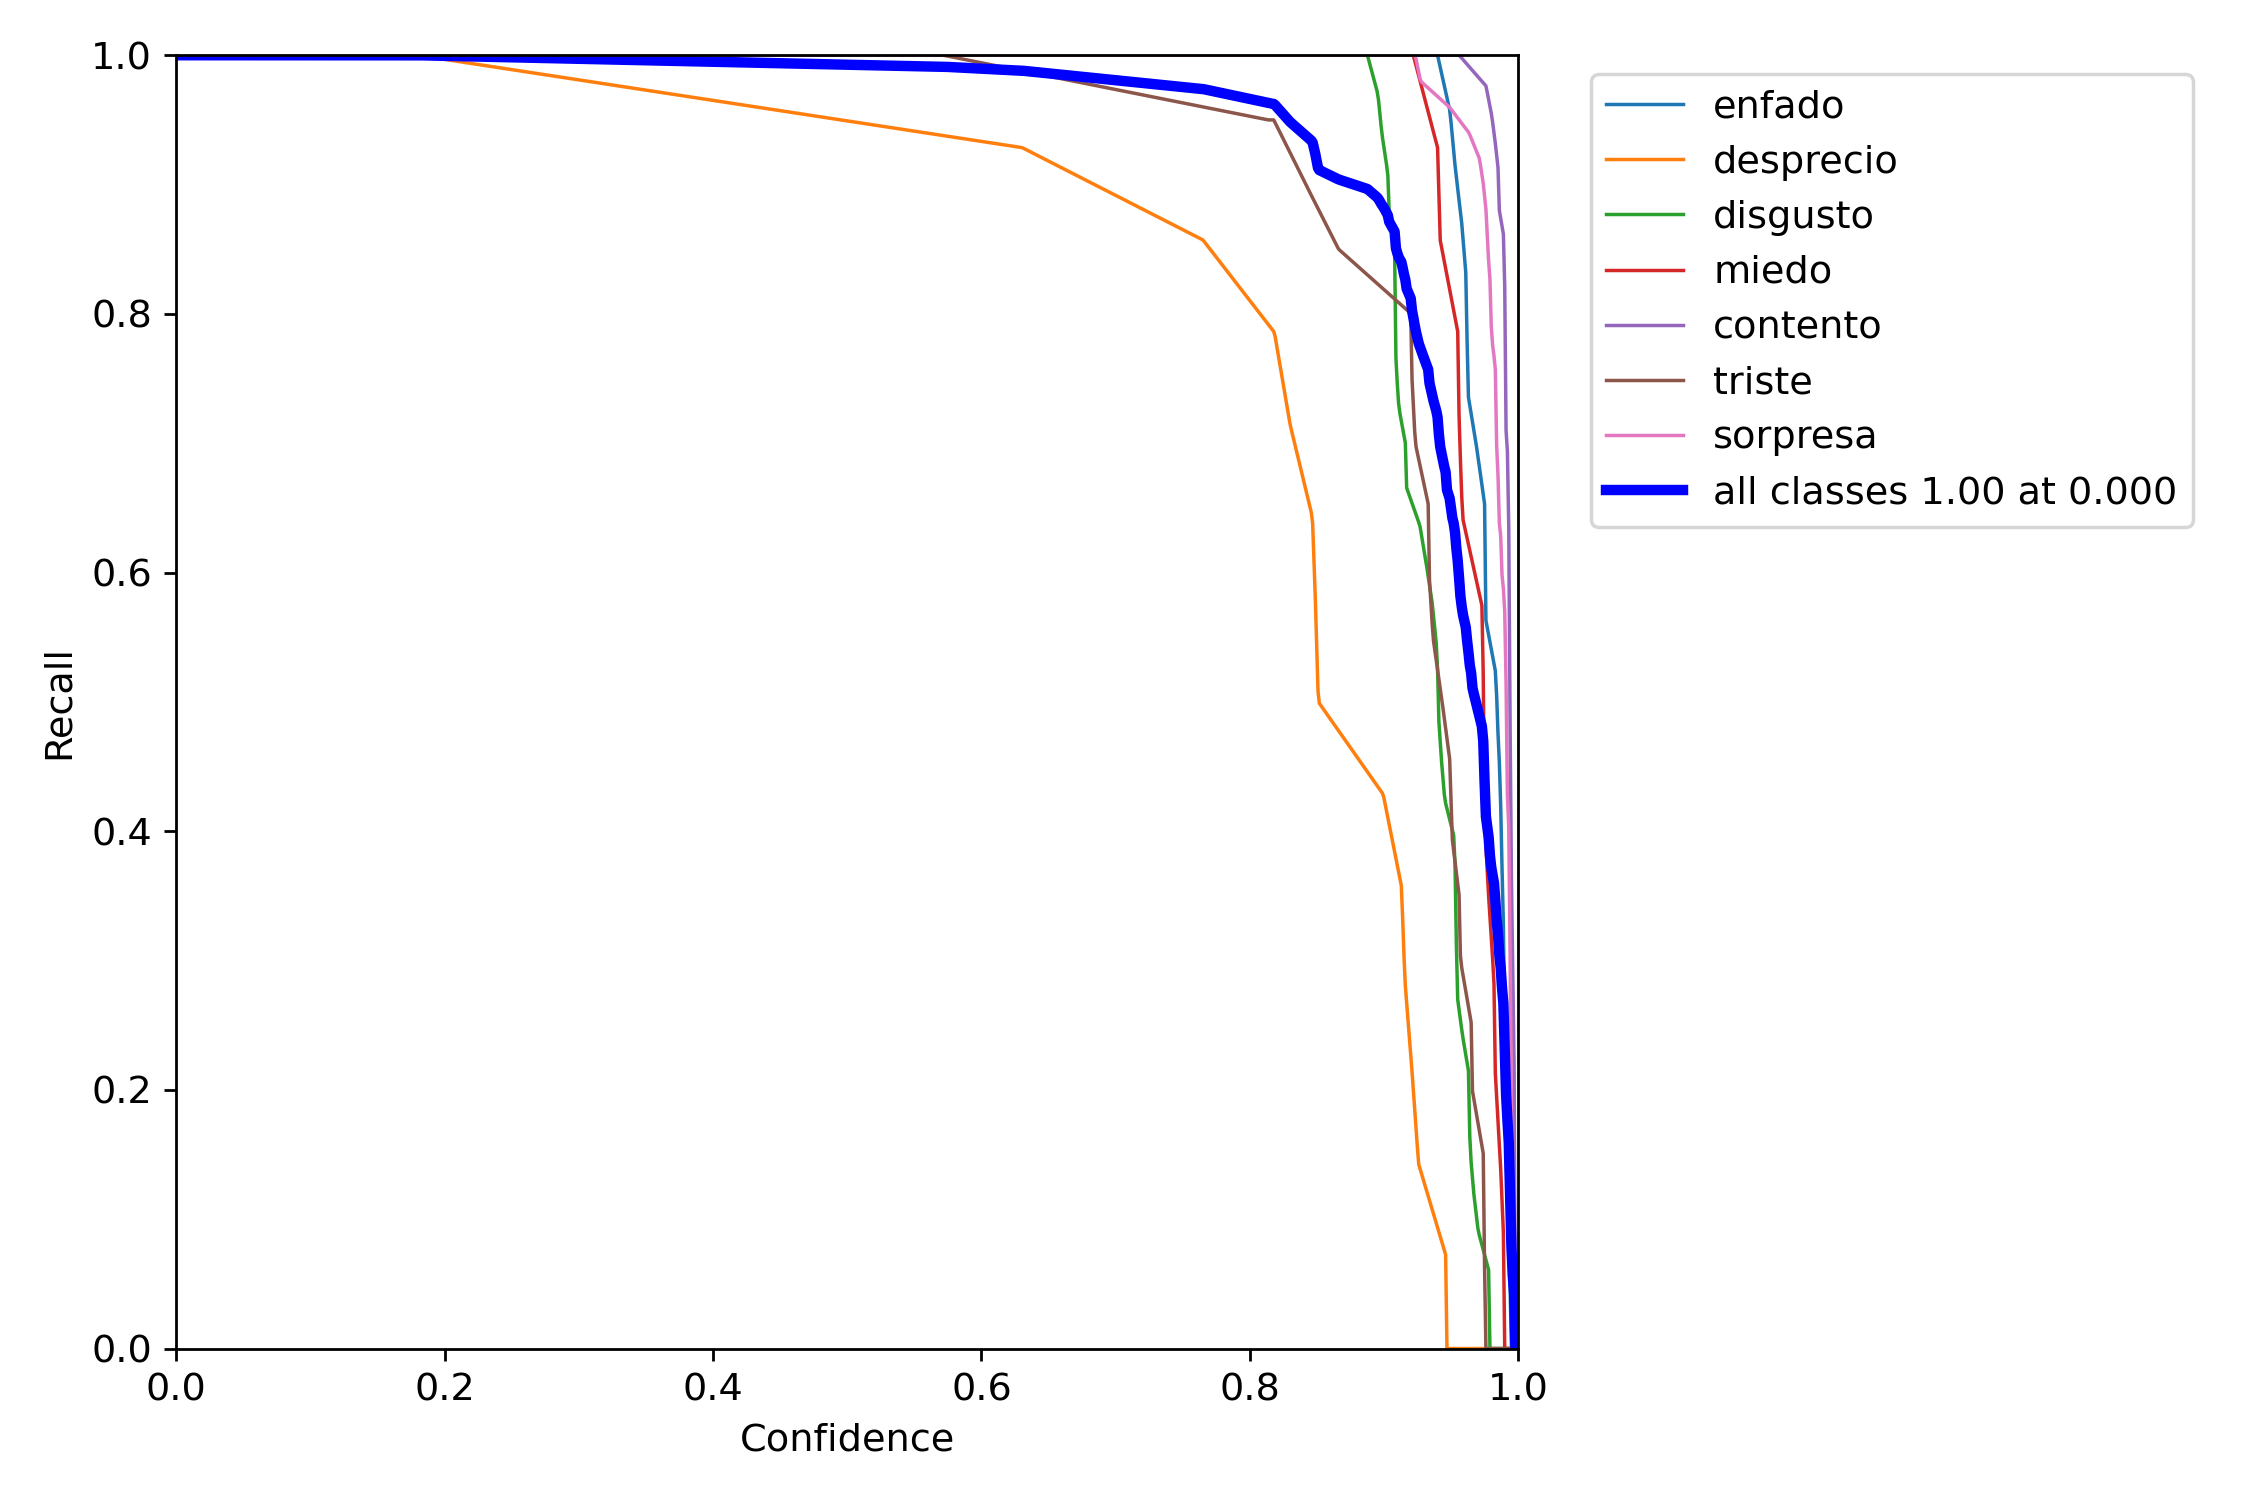 1.0
0.8
0.6
0.4
0.2
0.0
Recall
0.0 0.2 0.4 0.6 0.8 1.0
Confidence
enfado
desprecio
disgusto
miedo
contento
triste
sorpresa
all classes 1.00 at 0.000